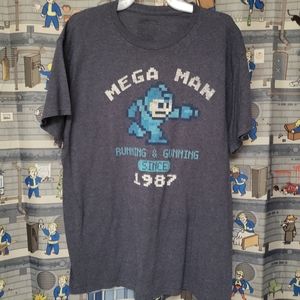 MEGA MAN
RUNNING & GUNNING
SINCE
1987